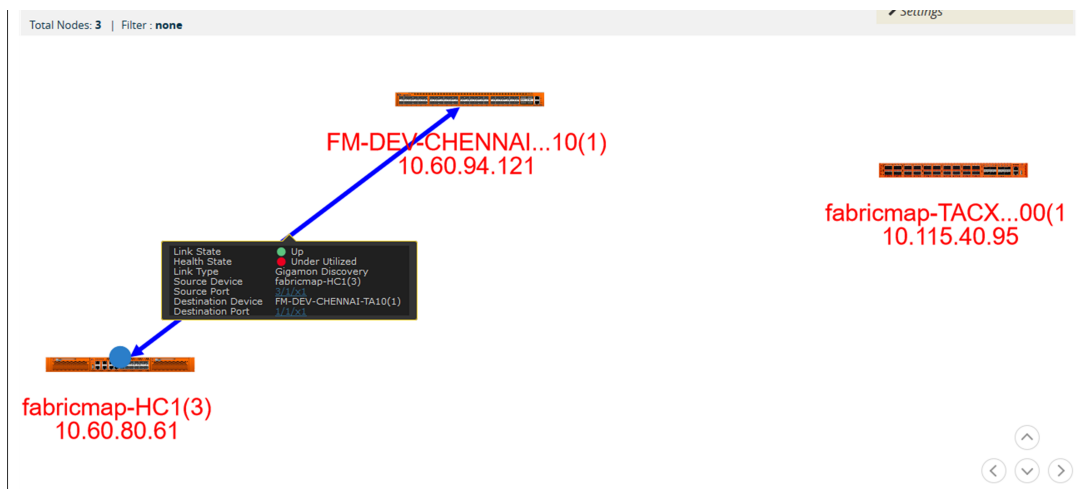 Total Nodes: 3 | Filter : none
Settings
FM-DEV-CHENNAI...10(1)
10.60.94.121
fabricmap-TACX...00(1
10.115.40.95
Link State Up
Health State Under Utilized
Link Type Gigamon Discovery
Source Device fabricmap-HC1(3)
Source Port 3/1/x1
Destination Device FM-DEV-CHENNAI-TA10(1)
Destination Port 1/1/x1
fabricmap-HC1(3)
10.60.80.61